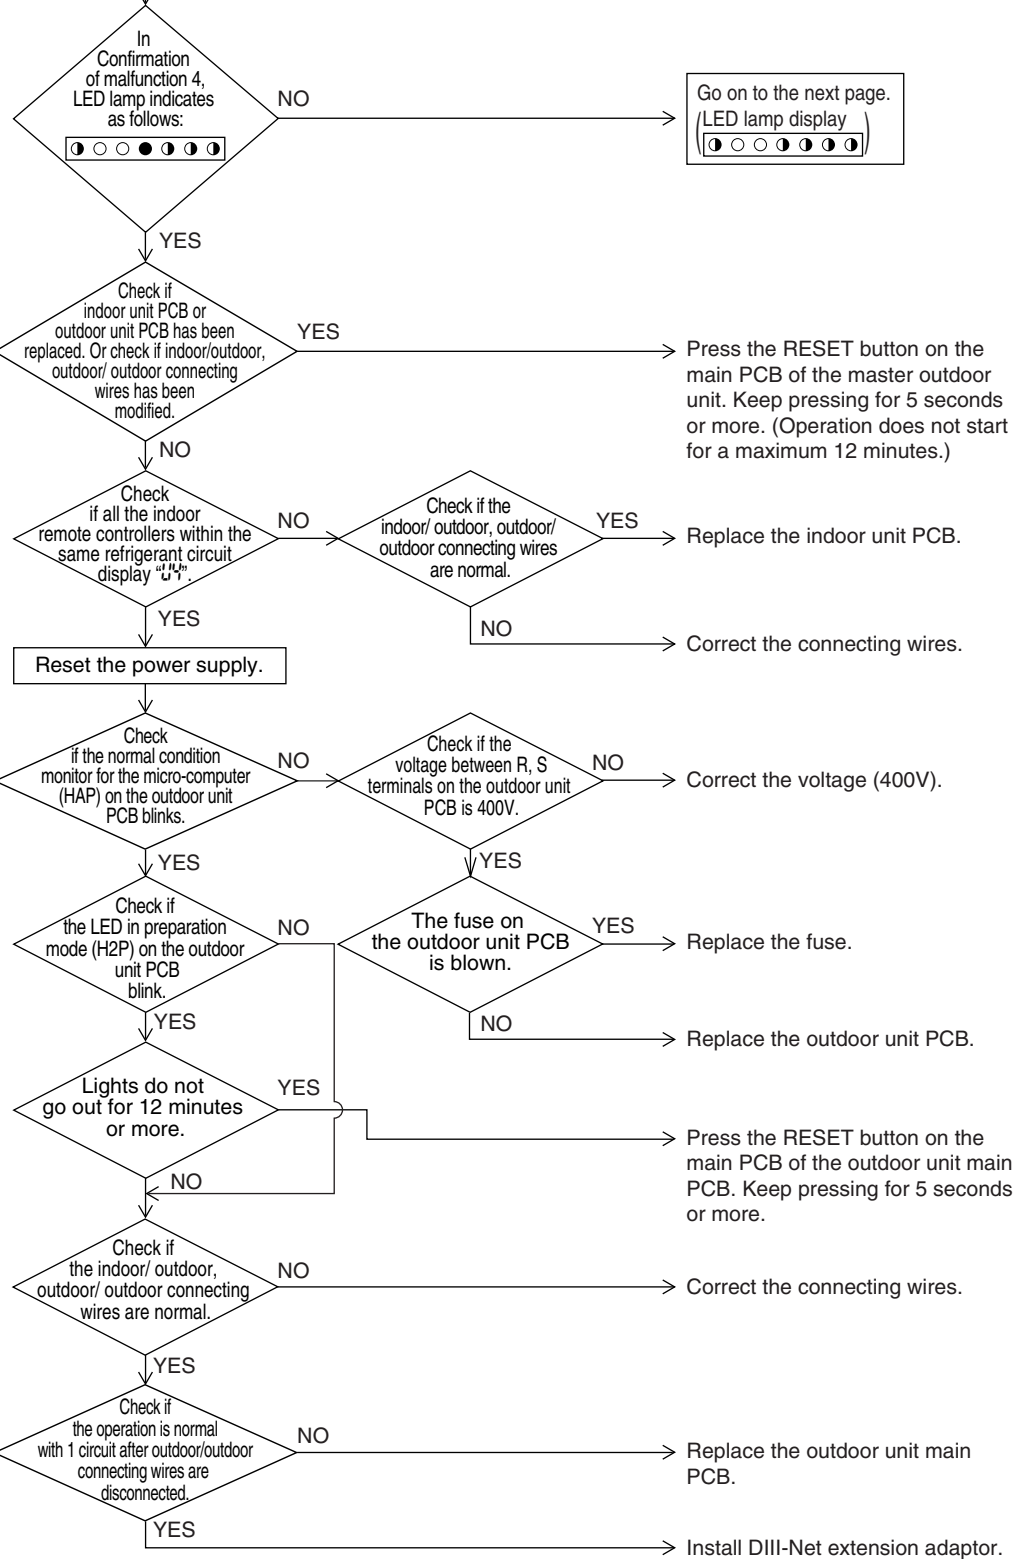 In
Confirmation
of malfunction 4,
LED lamp indicates
as follows:
NO
Go on to the next page.
LED lamp display
YES
Check if
indoor unit PCB or
outdoor unit PCB has been
replaced. Or check if indoor/outdoor,
outdoor/ outdoor connecting
wires has been
modified.
YES
Press the RESET button on the
main PCB of the master outdoor
unit. Keep pressing for 5 seconds
or more. (Operation does not start
for a maximum 12 minutes.)
NO
Check
if all the indoor
remote controllers within the
same refrigerant circuit
display “U4”.
NO
Check if the
indoor/ outdoor, outdoor/
outdoor connecting wires
are normal.
YES
Replace the indoor unit PCB.
YES
NO
Correct the connecting wires.
Reset the power supply.
Check
if the normal condition
monitor for the micro-computer
(HAP) on the outdoor unit
PCB blinks.
NO
Check if the
voltage between R, S
terminals on the outdoor unit
PCB is 400V.
NO
Correct the voltage (400V).
YES
YES
Check if
the LED in preparation
mode (H2P) on the outdoor
unit PCB
blink.
NO
The fuse on
the outdoor unit PCB
is blown.
YES
Replace the fuse.
YES
NO
Replace the outdoor unit PCB.
Lights do not
go out for 12 minutes
or more.
YES
Press the RESET button on the
main PCB of the outdoor unit main
PCB. Keep pressing for 5 seconds
or more.
NO
Check if
the indoor/ outdoor,
outdoor/ outdoor connecting
wires are normal.
NO
Correct the connecting wires.
YES
Check if
the operation is normal
with 1 circuit after outdoor/outdoor
connecting wires are
disconnected.
NO
Replace the outdoor unit main
PCB.
YES
Install DIII-Net extension adaptor.